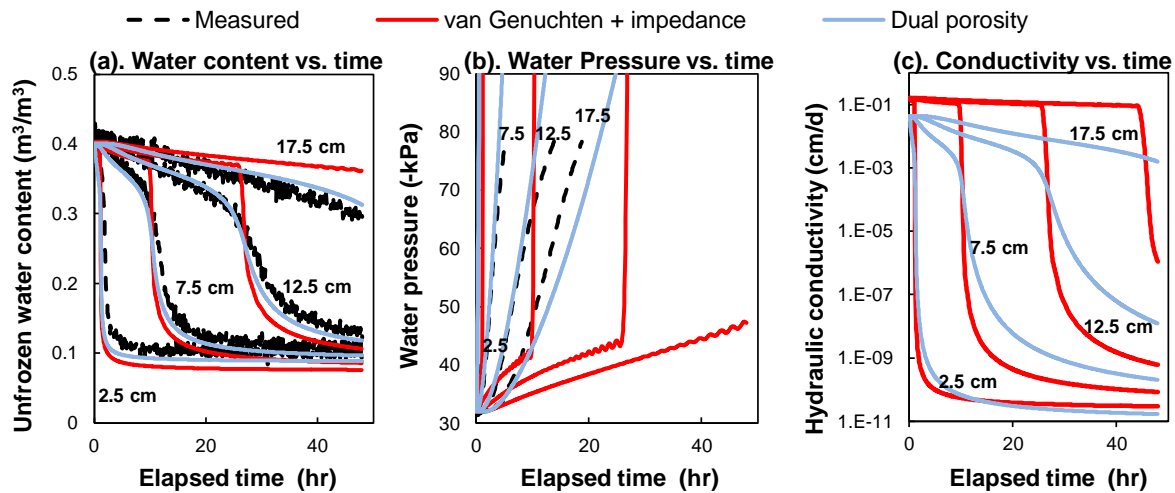 Measured
van Genuchten + impedance
Dual porosity
(a). Water content vs. time
Unfrozen water content (m³/m³)
0.5
0.4
0.3
0.2
0.1
0
17.5 cm
7.5 cm
12.5 cm
2.5 cm
0
20
40
Elapsed time (hr)
(b). Water Pressure vs. time
Water pressure (-kPa)
90
80
70
60
50
40
30
7.5
12.5
17.5
2.5
0
20
40
Elapsed time (hr)
(c). Conductivity vs. time
Hydraulic conductivity (cm/d)
1.E-01
1.E-03
1.E-05
1.E-07
1.E-09
1.E-11
17.5 cm
7.5 cm
12.5 cm
2.5 cm
0
20
40
Elapsed time (hr)